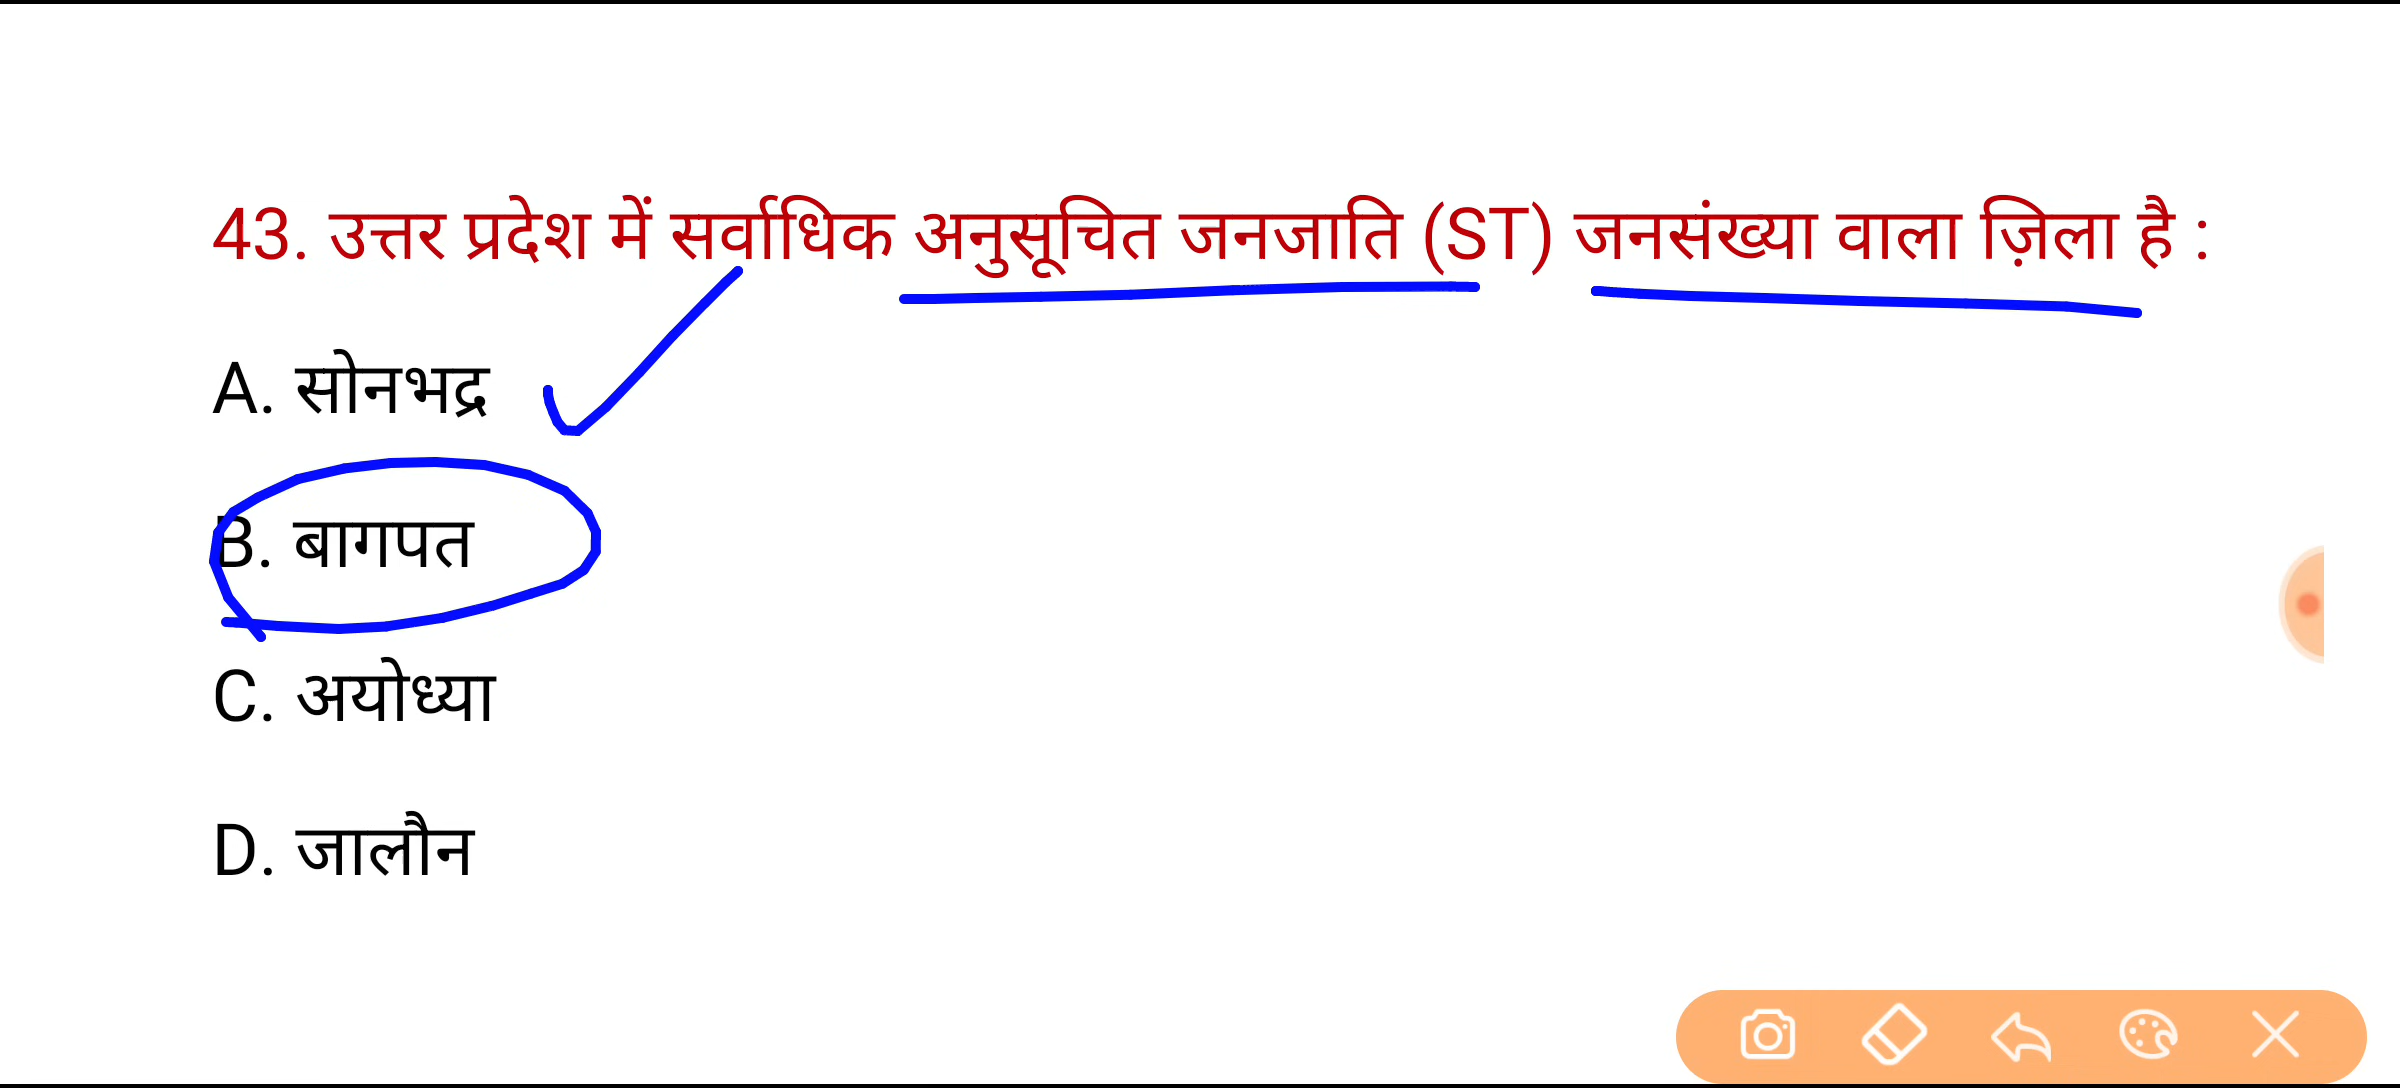 43. उत्तर प्रदेश में सर्वाधिक अनुसूचित जनजाति (ST) जनसंख्या वाला ज़िला है :
A. सोनभद्र
B. बागपत
C. अयोध्या
D. जालौन